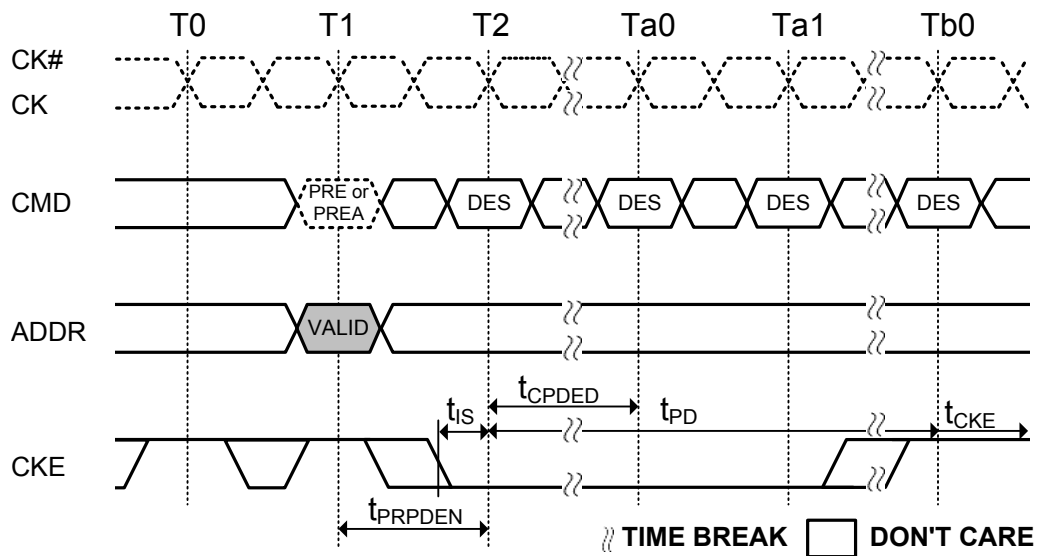 T0 T1 T2 Ta0 Ta1 Tb0
CK#
CK
CMD
PRE or
PREA
DES DES DES DES
ADDR
VALID
tIS tCPDED tPD tCKE
CKE
tPRPDEN
TIME BREAK DON'T CARE